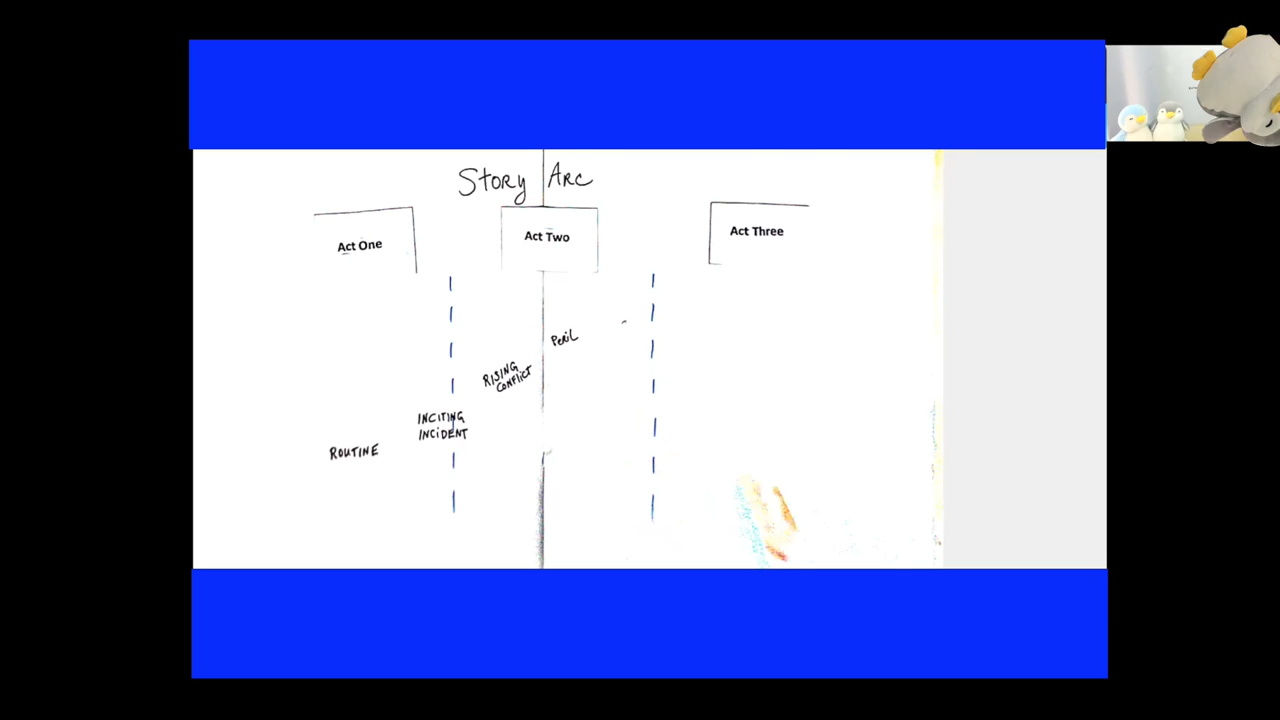 Story Arc
Act One
Act Two
Act Three
Peril
RISING
CONFLICT
INCITING
INCIDENT
ROUTINE